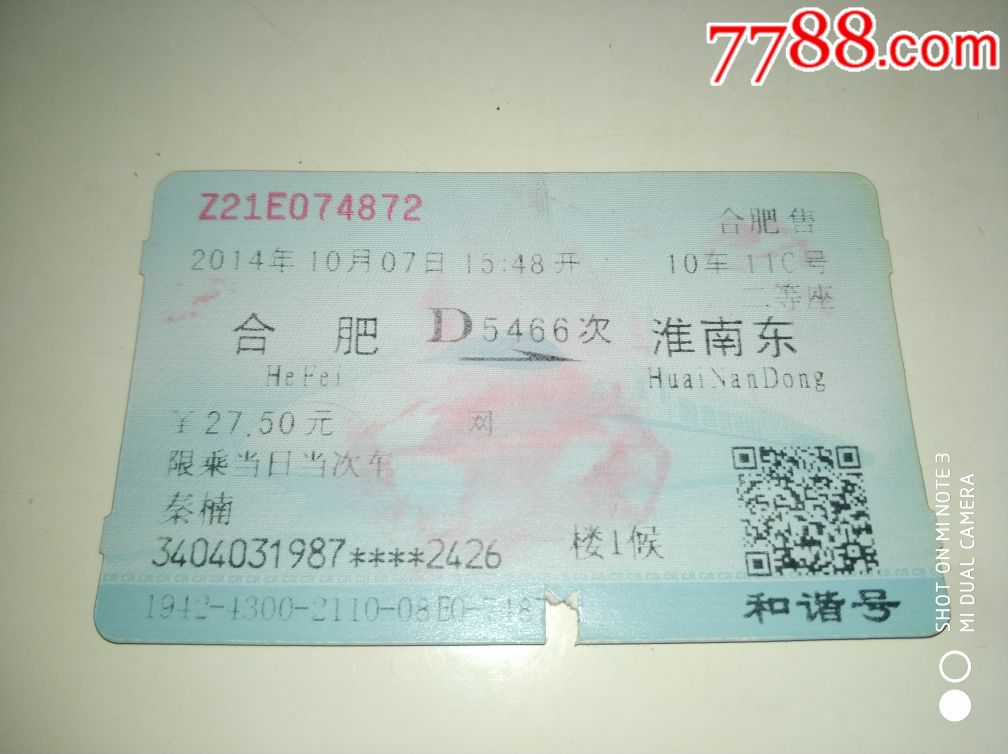 7788.com
Z21E074872
合肥售
2014年10月07日 15:48开
10车 11C号
二等座
合肥 D5466次 淮南东
HeFei
HuaiNanDong
￥27.50元
网
限乘当日当次车
秦楠
3404031987****2426
楼1候
1942-4300-2110-08E0-748
和谐号
SHOT ON MI NOTE 3
MI DUAL CAMERA